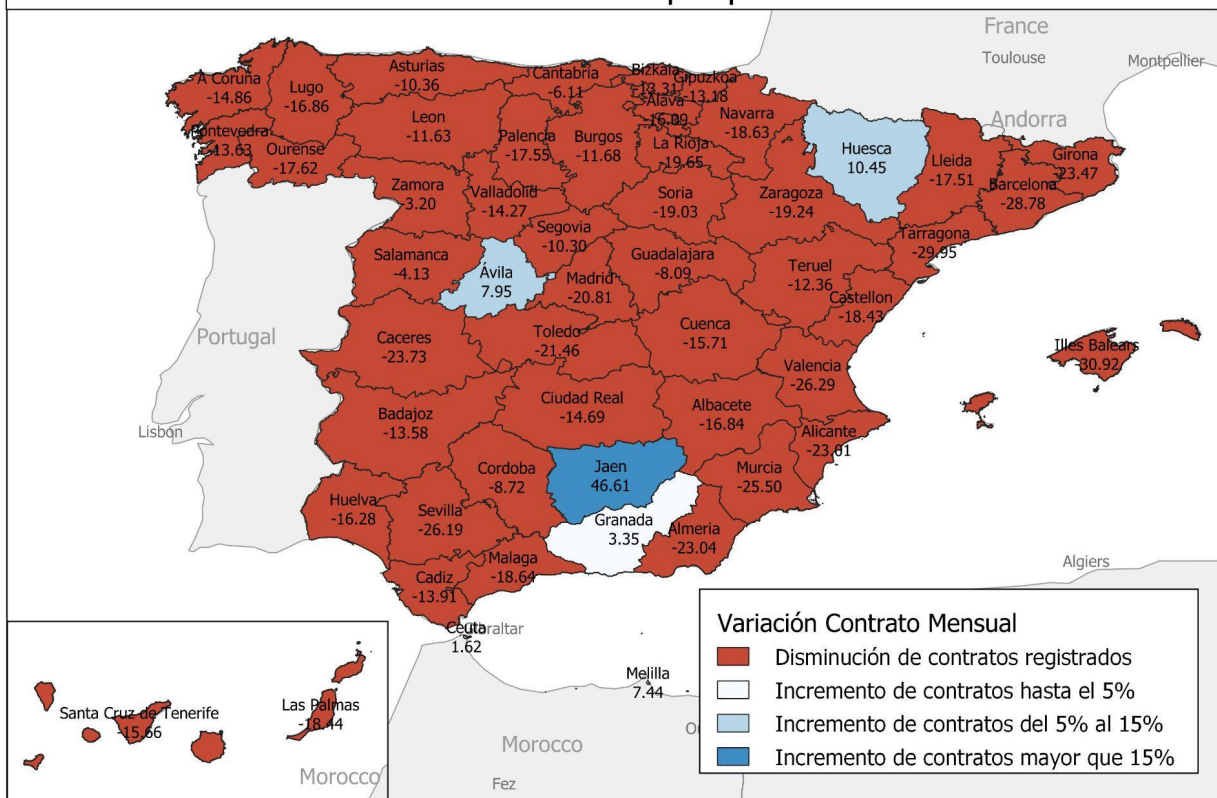 France
Toulouse
Montpellier
Andorra
A Coruña
-14.86
Lugo
-16.86
Asturias
-10.36
Cantabria
-6.11
Bizkaia
-13.31
Gipuzkoa
-13.18
Alava
Navarra
-18.63
Huesca
10.45
Lleida
-17.51
Girona
-23.47
Barcelona
-28.78
Pontevedra
-13.63
Ourense
-17.62
Leon
-11.63
Palencia
-17.55
Burgos
-11.68
La Rioja
-19.65
Zamora
3.20
Valladolid
-14.27
Soria
-19.03
Zaragoza
-19.24
Tarragona
-29.95
Segovia
-10.30
Salamanca
-4.13
Ávila
7.95
Madrid
-20.81
Guadalajara
-8.09
Teruel
-12.36
Castellon
-18.43
Portugal
Caceres
-23.73
Toledo
-21.46
Cuenca
-15.71
Valencia
-26.29
Illes Balears
-30.92
Lisbon
Badajoz
-13.58
Ciudad Real
-14.69
Albacete
-16.84
Alicante
-23.01
Huelva
-16.28
Sevilla
-26.19
Cordoba
-8.72
Jaen
46.61
Murcia
-25.50
Granada
3.35
Almeria
-23.04
Malaga
-18.64
Cadiz
-13.91
Algiers
Ceuta
1.62
Gibraltar
Melilla
7.44
Morocco
Fez
Santa Cruz de Tenerife
-15.66
Las Palmas
-18.44
Morocco
Variación Contrato Mensual
Disminución de contratos registrados
Incremento de contratos hasta el 5%
Incremento de contratos del 5% al 15%
Incremento de contratos mayor que 15%